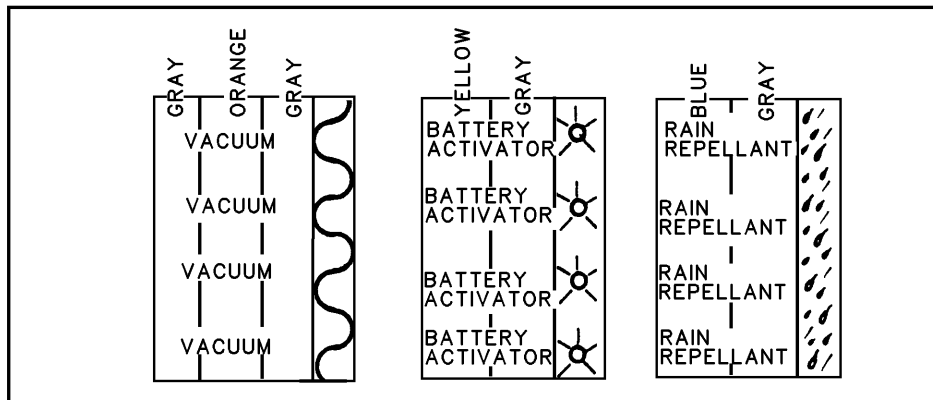 GRAY
ORANGE
GRAY
VACUUM
VACUUM
VACUUM
VACUUM
YELLOW
GRAY
BATTERY
ACTIVATOR
BATTERY
ACTIVATOR
BATTERY
ACTIVATOR
BATTERY
ACTIVATOR
BLUE
GRAY
RAIN
REPELLANT
RAIN
REPELLANT
RAIN
REPELLANT
RAIN
REPELLANT